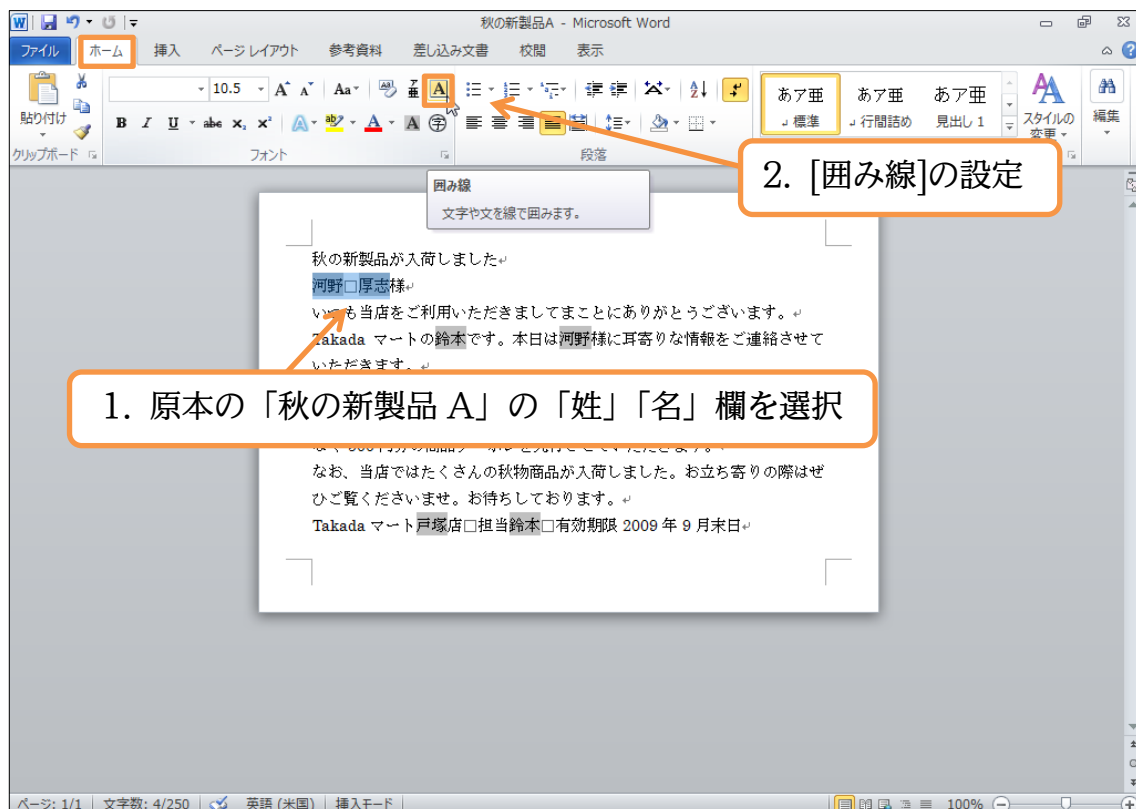 秋の新製品A - Microsoft Word
ファイル ホーム 挿入 ページ レイアウト 参考資料 差し込み文書 校閲 表示
貼り付け
10.5
Aa
B I U abc x₂ x² A ab A A 字
あア亜 あア亜 あア亜
標準 行間詰め 見出し 1
スタイルの
変更
編集
クリップボード フォント 段落
2. [囲み線]の設定
囲み線
文字や文を線で囲みます。
秋の新製品が入荷しました
河野□厚志様
いつも当店をご利用いただきましてまことにありがとうございます。
Takada マートの鈴本です。本日は河野様に耳寄りな情報をご連絡させて
いただきます。
1. 原本の「秋の新製品 A」の「姓」「名」欄を選択
なお、当店ではたくさんの秋物商品が入荷しました。お立ち寄りの際はぜ
ひご覧くださいませ。お待ちしております。
Takada マート戸塚店□担当鈴本□有効期限 2009 年 9 月末日
ページ: 1/1 文字数: 4/250 英語 (米国) 挿入モード 100%